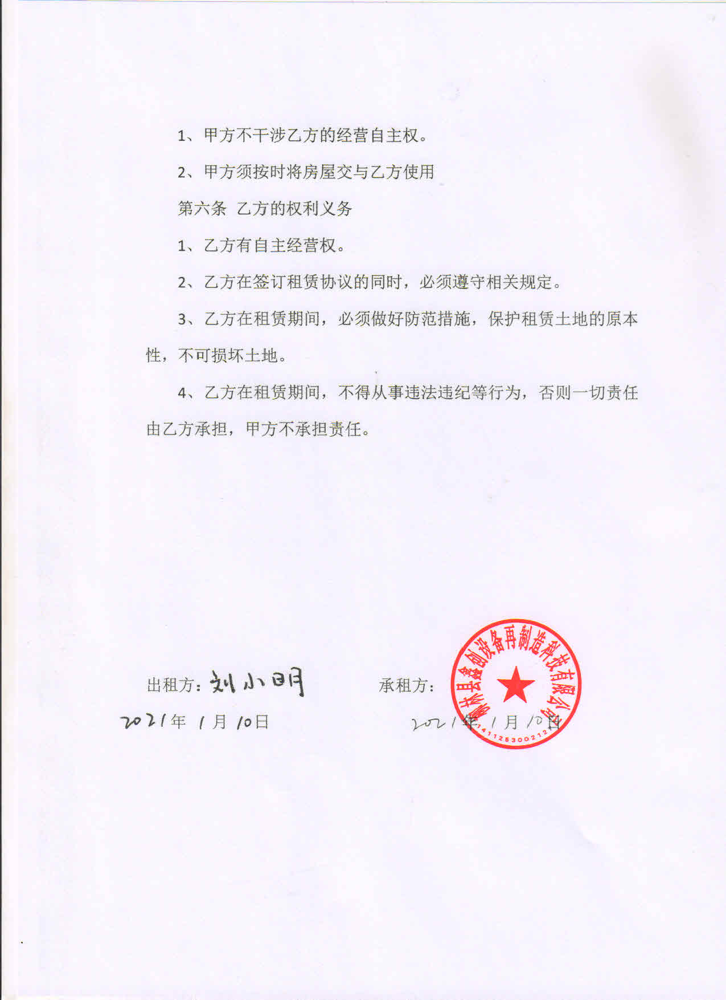 1、甲方不干涉乙方的经营自主权。
2、甲方须按时将房屋交与乙方使用
第六条 乙方的权利义务
1、乙方有自主经营权。
2、乙方在签订租赁协议的同时，必须遵守相关规定。
3、乙方在租赁期间，必须做好防范措施，保护租赁土地的原本
性，不可损坏土地。
4、乙方在租赁期间，不得从事违法违纪等行为，否则一切责任
由乙方承担，甲方不承担责任。
柳林县鑫创设备再制造科技有限公司
出租方：刘小明
承租方：
2021年 1月 10日
2021年 1月 10日